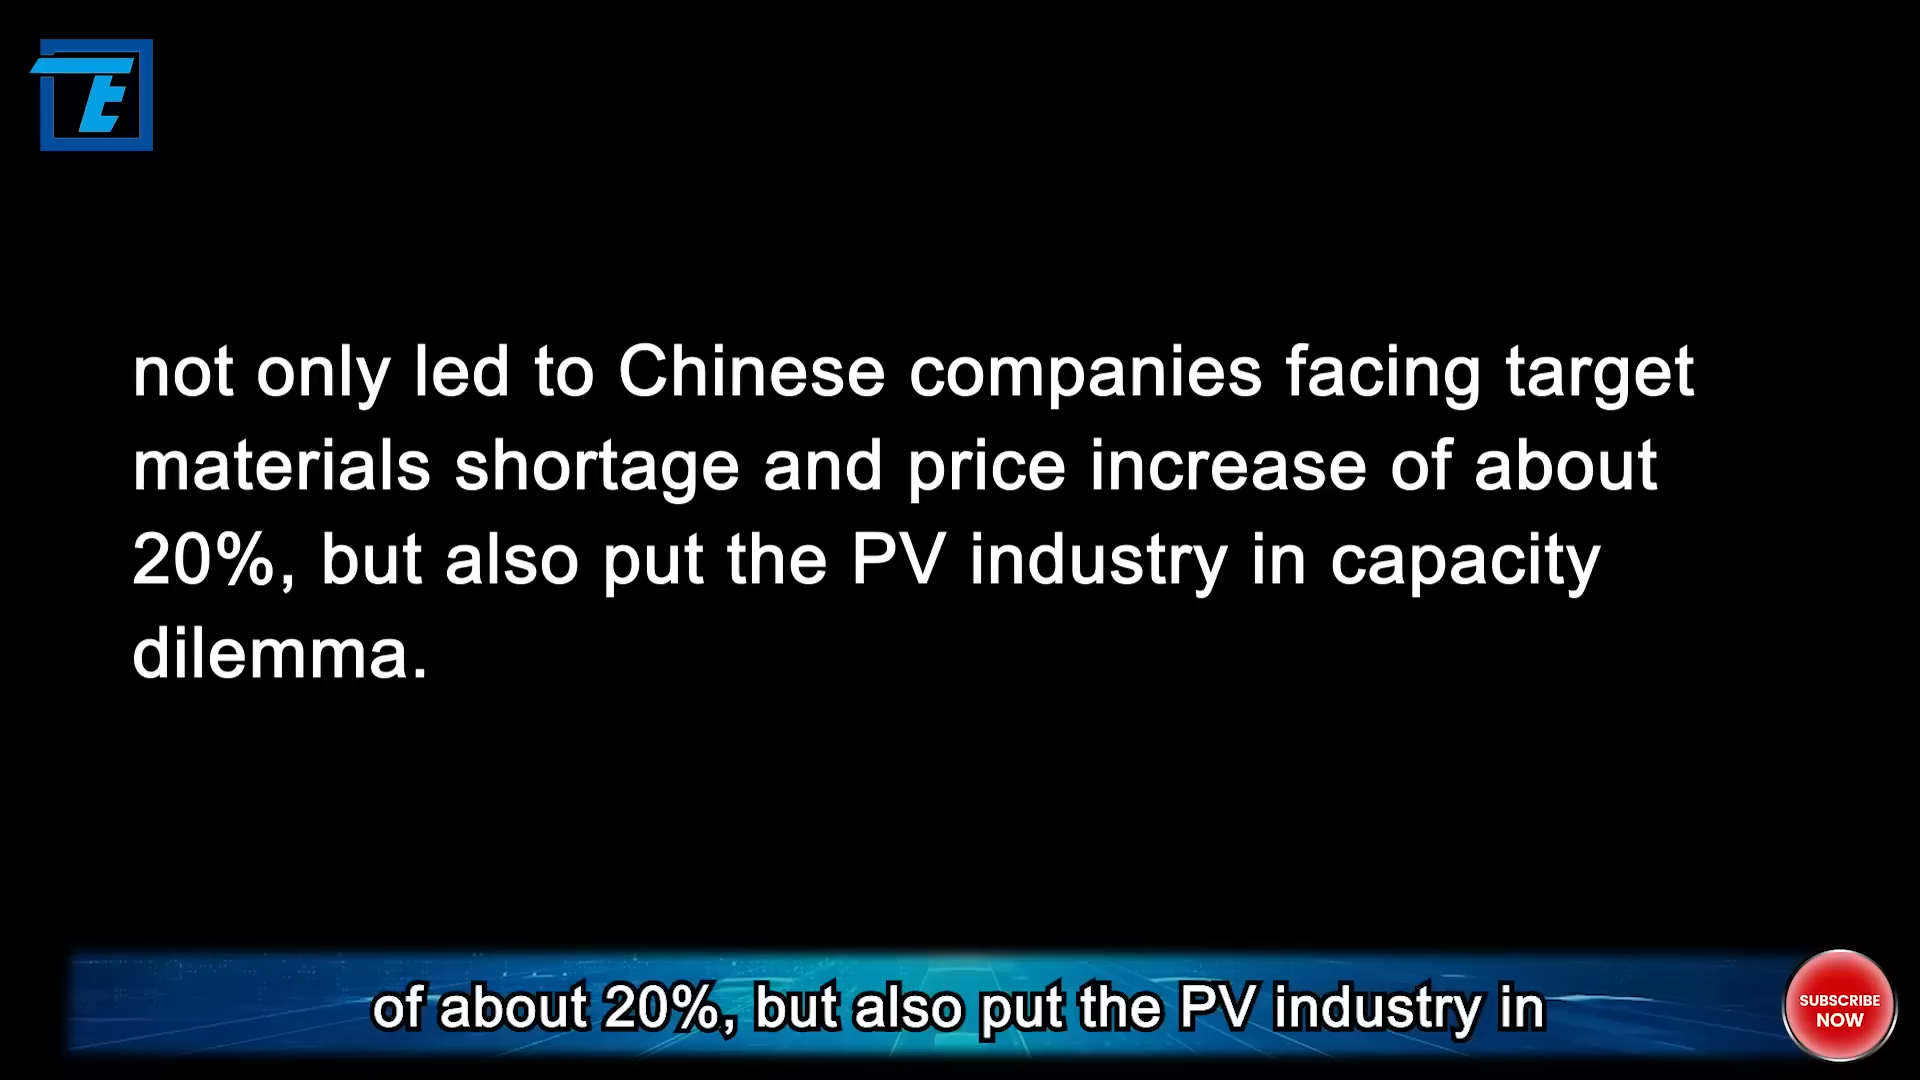 TE
not only led to Chinese companies facing target
materials shortage and price increase of about
20%, but also put the PV industry in capacity
dilemma.
of about 20%, but also put the PV industry in
SUBSCRIBE
NOW